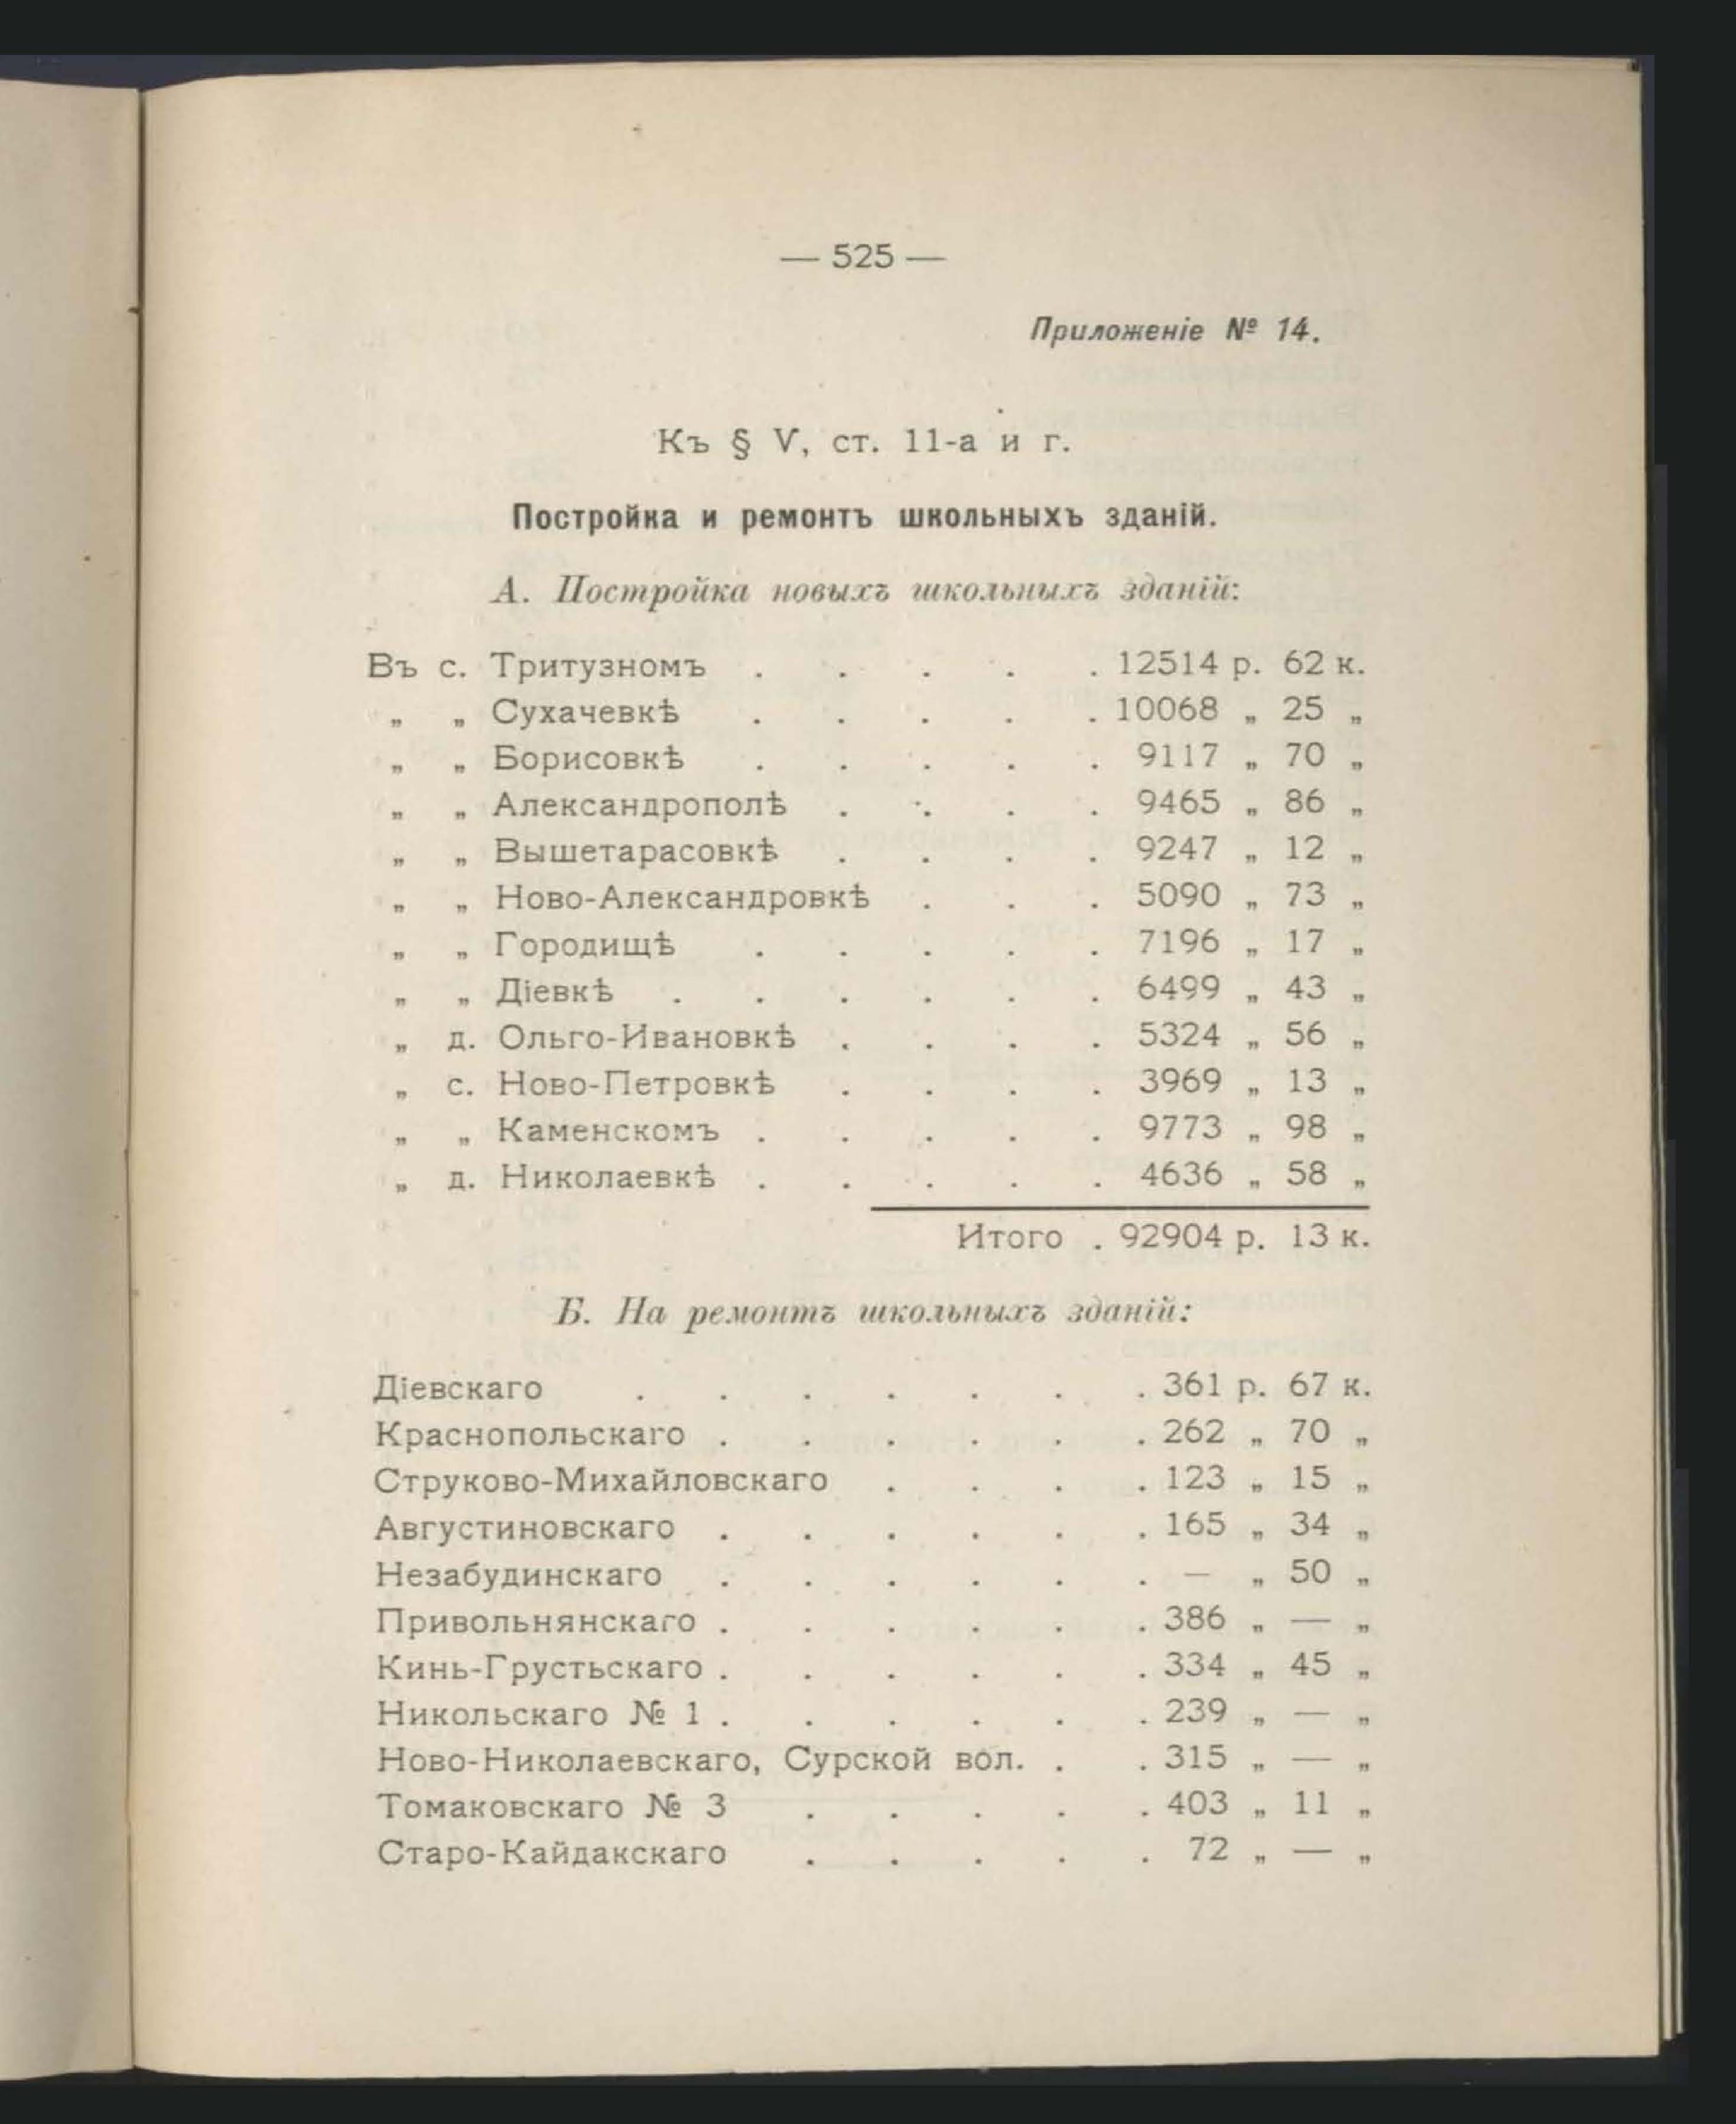 — 525 —
Приложеніе № 14.
Къ § V, ст. 11-а и г.
Постройка и ремонтъ школьныхъ зданій.
А. Постройка новыхъ школьныхъ зданій:
Въ с. Тритузномъ . . . . . 12514 р. 62 к.
„ „ Сухачевкѣ . . . . . 10068 „ 25 „
„ „ Борисовкѣ . . . . . 9117 „ 70 „
„ „ Александрополѣ . . . . 9465 „ 86 „
„ „ Вышетарасовкѣ . . . . 9247 „ 12 „
„ „ Ново-Александровкѣ . . . 5090 „ 73 „
„ „ Городищѣ . . . . . 7196 „ 17 „
„ „ Діевкѣ . . . . . . 6499 „ 43 „
„ д. Ольго-Ивановкѣ . . . . 5324 „ 56 „
„ с. Ново-Петровкѣ . . . . 3969 „ 13 „
„ „ Каменскомъ . . . . . 9773 „ 98 „
„ д. Николаевкѣ . . . . . 4636 „ 58 „
Итого . 92904 р. 13 к.
Б. На ремонтъ школьныхъ зданій:
Діевскаго . . . . . . . 361 р. 67 к.
Краснопольскаго . . . . . . 262 „ 70 „
Струково-Михайловскаго . . . . 123 „ 15 „
Августиновскаго . . . . . . 165 „ 34 „
Незабудинскаго . . . . . . — „ 50 „
Привольнянскаго . . . . . . 386 „ — „
Кинь-Грустьскаго . . . . . . 334 „ 45 „
Никольскаго № 1 . . . . . . 239 „ — „
Ново-Николаевскаго, Сурской вол. . . 315 „ — „
Томаковскаго № 3 . . . . . 403 „ 11 „
Старо-Кайдакскаго . . . . . 72 „ — „